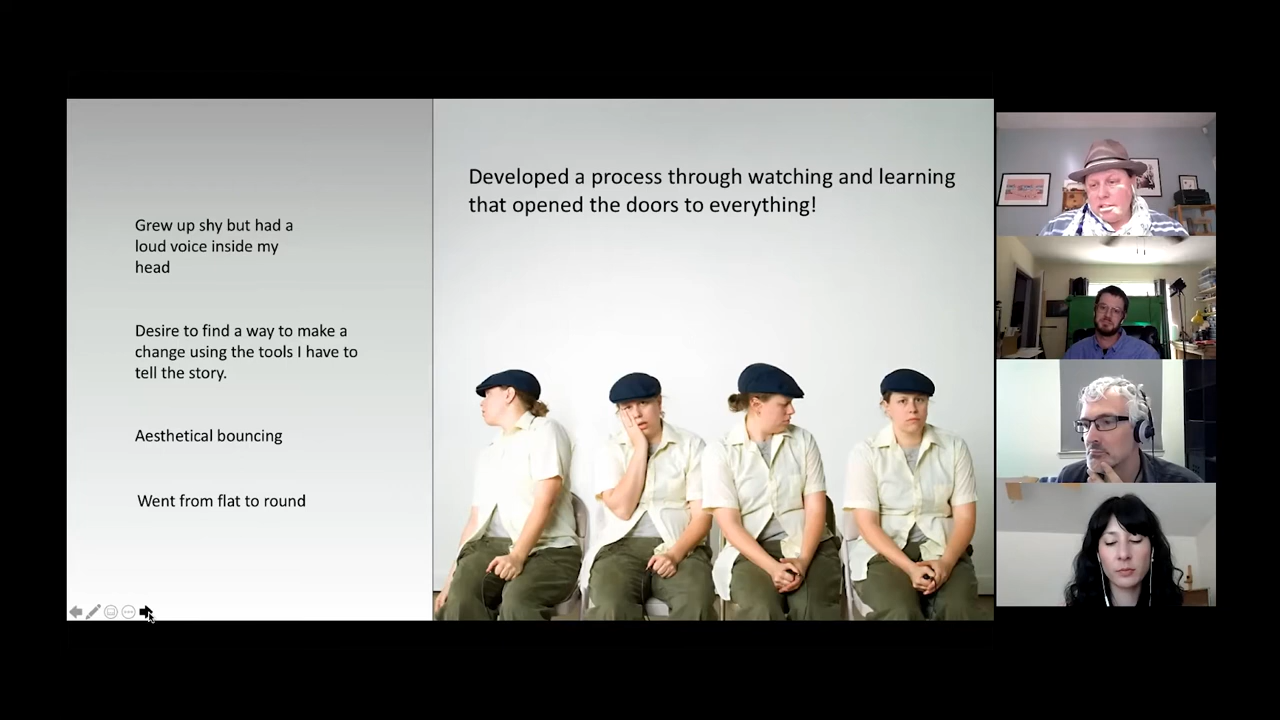 Grew up shy but had a
loud voice inside my
head
Desire to find a way to make a
change using the tools I have to
tell the story.
Aesthetical bouncing
Went from flat to round
Developed a process through watching and learning
that opened the doors to everything!